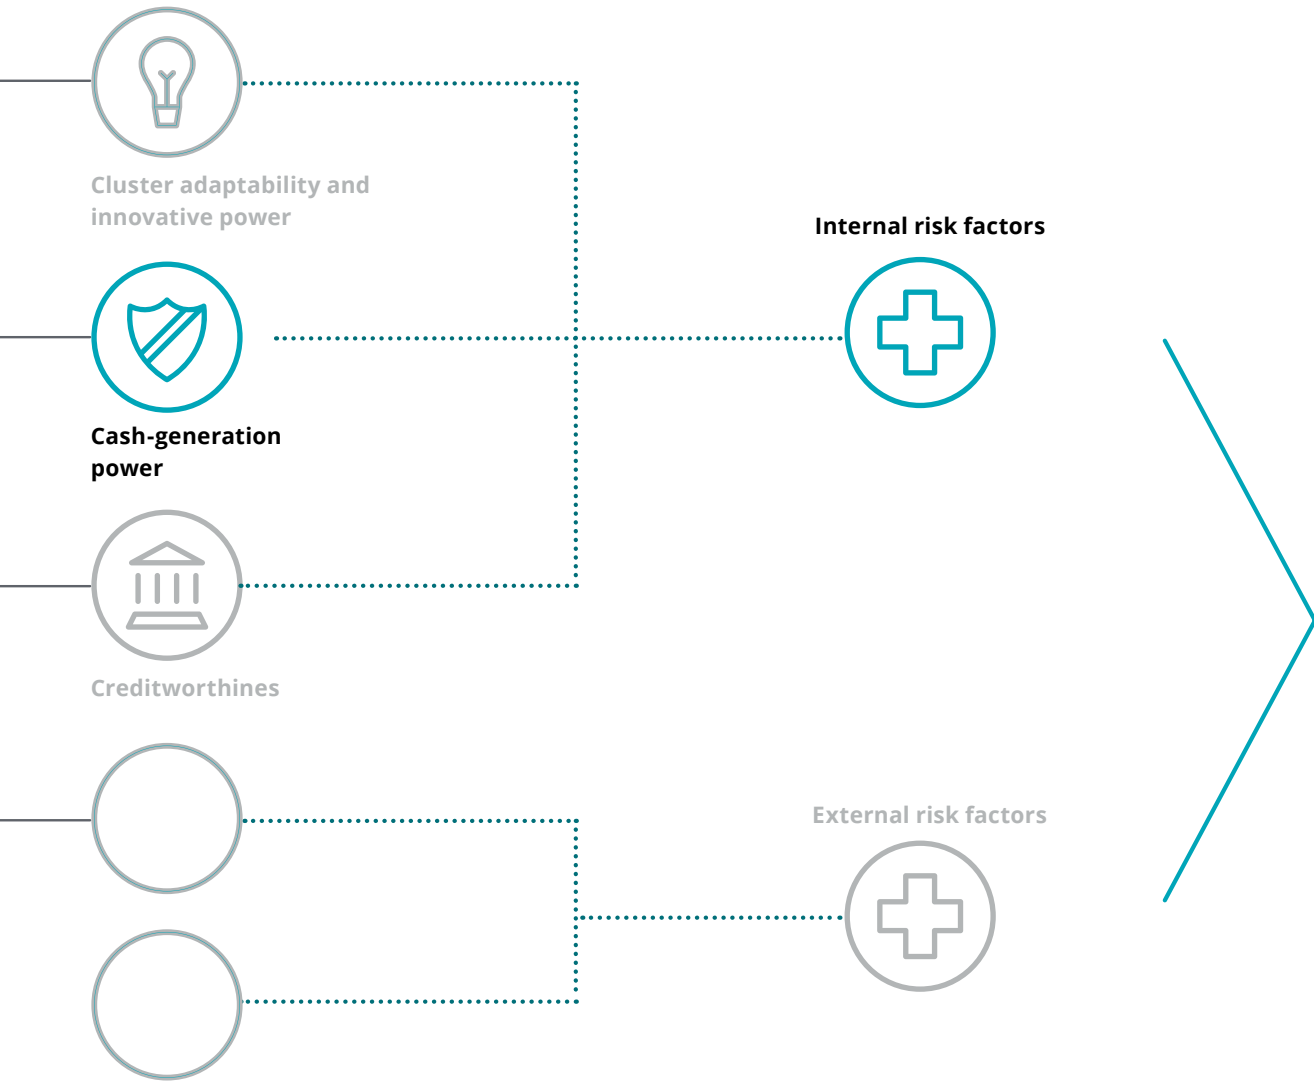 Cluster adaptability and
innovative power
Internal risk factors
Cash-generation
power
Creditworthines
External risk factors